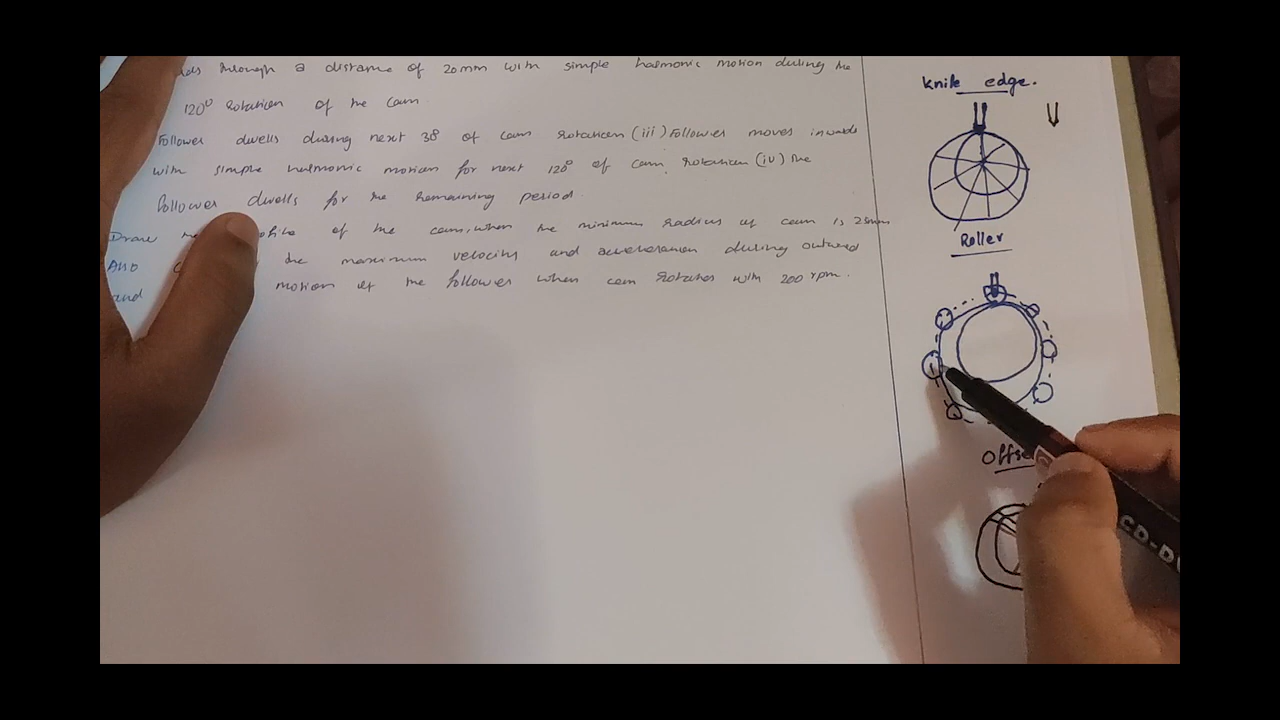 through a distance of 20mm with simple harmonic motion during the
120° Rotation of the cam.
Follower dwells during next 30° of cam rotation (iii) Follower moves inwards
with simple harmonic motion for next 120° of cam rotation (iv) The
follower dwells for the remaining period.
Draw the of the cam, when the minimum radius of cam is 25mm
Also the maximum velocity and acceleration during outward
and motion of the follower when cam rotates with 200 rpm.
Knife edge.
Roller
Offse
CD-D